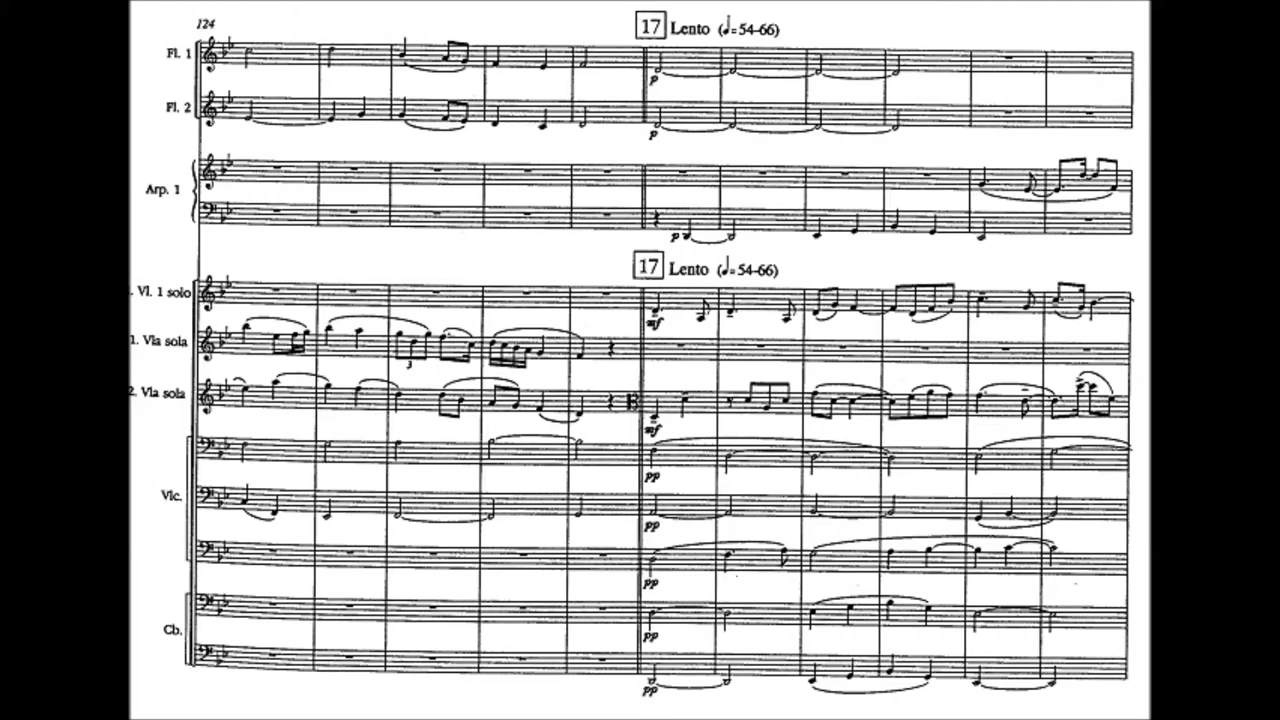 124
17 Lento (♩=54-66)
Fl. 1
p
Fl. 2
p
Arp. 1
p
17 Lento (♩=54-66)
. Vl. 1 solo
mf
1. Vla sola
3
2. Vla sola
mf
pp
Vlc.
pp
pp
Cb.
pp
pp